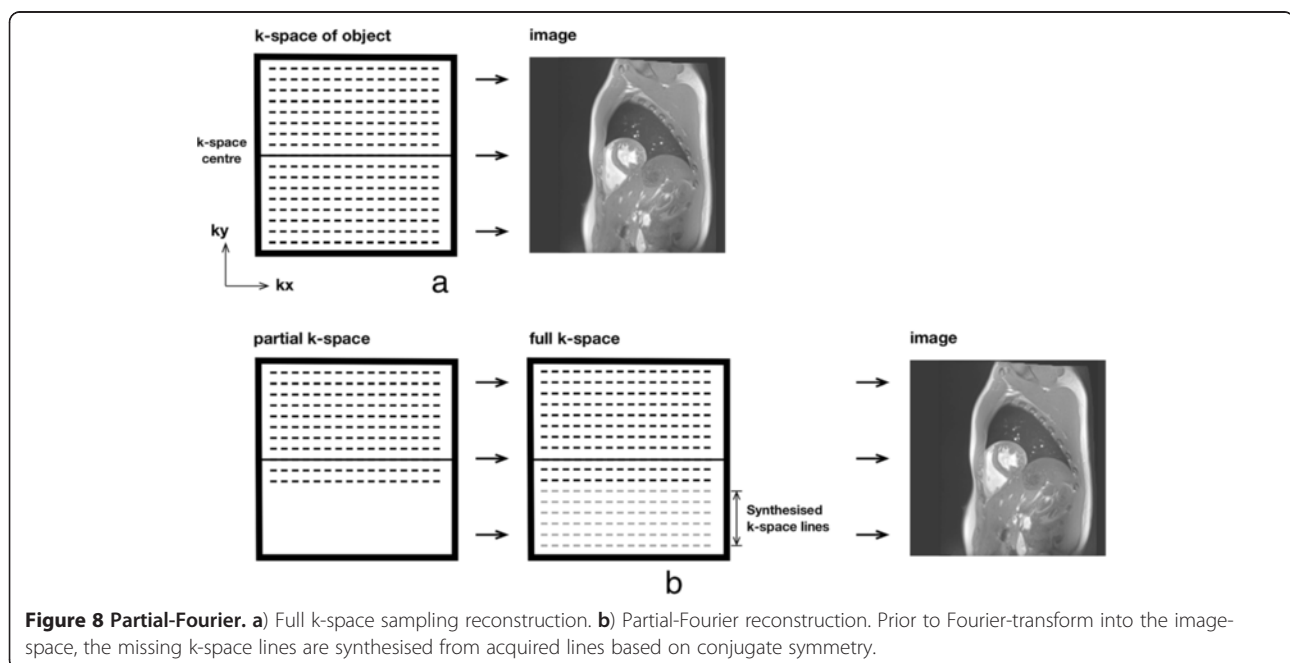 k-space of object
image
k-space
centre
ky
kx
a
partial k-space
full k-space
image
Synthesised
k-space lines
b
Figure 8 Partial-Fourier. a) Full k-space sampling reconstruction. b) Partial-Fourier reconstruction. Prior to Fourier-transform into the image-
space, the missing k-space lines are synthesised from acquired lines based on conjugate symmetry.